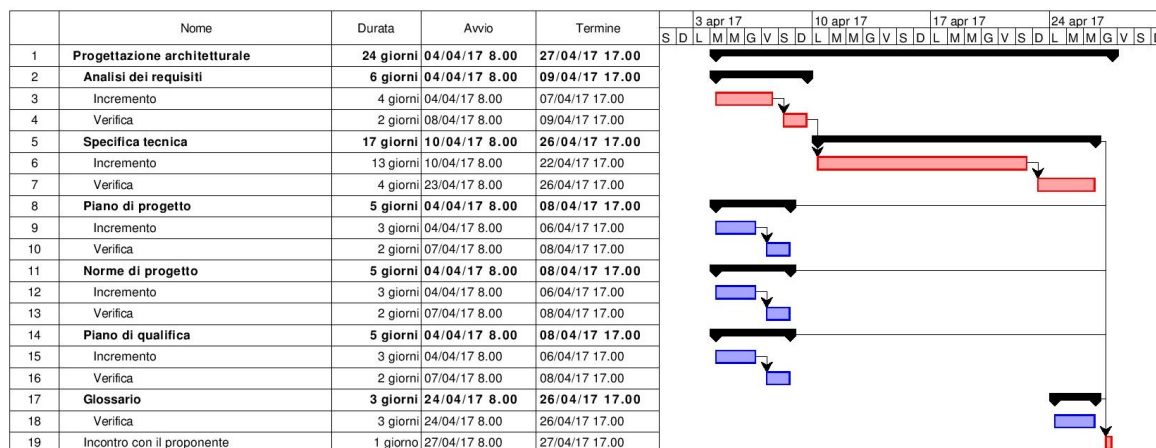 Nome Durata Avvio Termine 3 apr 17 10 apr 17 17 apr 17 24 apr 17
S D L M M G V S D L M M G V S D L M M G V S D L M M G V S D
1 Progettazione architetturale 24 giorni 04/04/17 8.00 27/04/17 17.00
2 Analisi dei requisiti 6 giorni 04/04/17 8.00 09/04/17 17.00
3 Incremento 4 giorni 04/04/17 8.00 07/04/17 17.00
4 Verifica 2 giorni 08/04/17 8.00 09/04/17 17.00
5 Specifica tecnica 17 giorni 10/04/17 8.00 26/04/17 17.00
6 Incremento 13 giorni 10/04/17 8.00 22/04/17 17.00
7 Verifica 4 giorni 23/04/17 8.00 26/04/17 17.00
8 Piano di progetto 5 giorni 04/04/17 8.00 08/04/17 17.00
9 Incremento 3 giorni 04/04/17 8.00 06/04/17 17.00
10 Verifica 2 giorni 07/04/17 8.00 08/04/17 17.00
11 Norme di progetto 5 giorni 04/04/17 8.00 08/04/17 17.00
12 Incremento 3 giorni 04/04/17 8.00 06/04/17 17.00
13 Verifica 2 giorni 07/04/17 8.00 08/04/17 17.00
14 Piano di qualifica 5 giorni 04/04/17 8.00 08/04/17 17.00
15 Incremento 3 giorni 04/04/17 8.00 06/04/17 17.00
16 Verifica 2 giorni 07/04/17 8.00 08/04/17 17.00
17 Glossario 3 giorni 24/04/17 8.00 26/04/17 17.00
18 Verifica 3 giorni 24/04/17 8.00 26/04/17 17.00
19 Incontro con il proponente 1 giorno 27/04/17 8.00 27/04/17 17.00